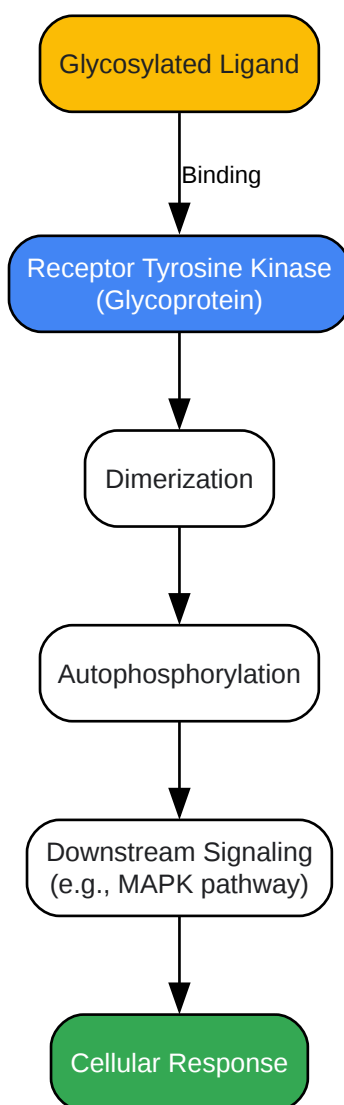 Glycosylated Ligand
Binding
Receptor Tyrosine Kinase
(Glycoprotein)
Dimerization
Autophosphorylation
Downstream Signaling
(e.g., MAPK pathway)
Cellular Response